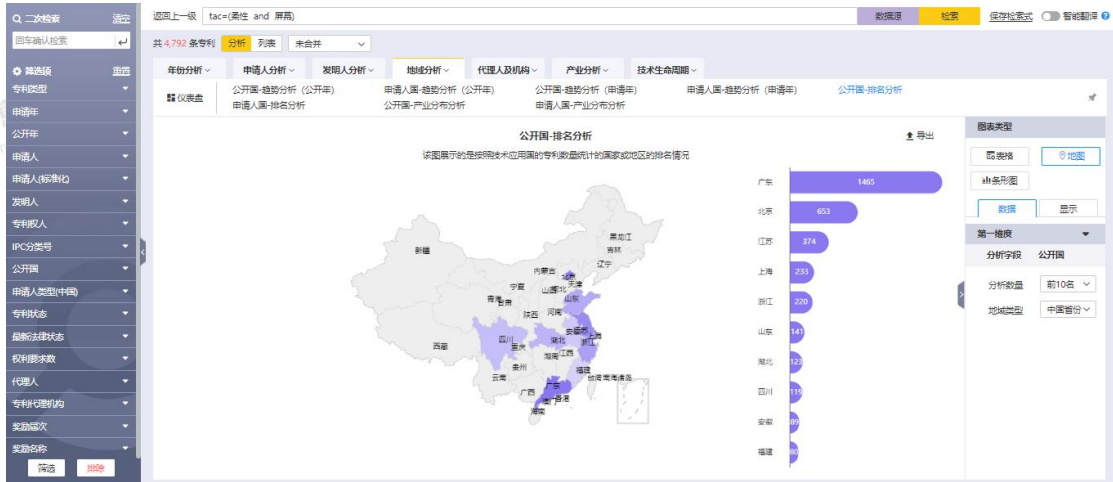 二次检索 清空
回车确认检索
筛选项 重置
专利类型
申请年
公开年
申请人
申请人(标准化)
发明人
专利权人
IPC分类号
公开国
申请人类型(中国)
专利状态
最新法律状态
权利要求数
代理人
专利代理机构
奖励届次
奖励名称
筛选 排除
返回上一级 tac=(柔性 and 屏幕) 数据源 检索 保存检索式 智能翻译
共 4,792 条专利 分析 列表 未合并
年份分析 申请人分析 发明人分析 地域分析 代理人及机构 产业分析 技术生命周期
仪表盘
公开国-趋势分析（公开年） 申请人国-趋势分析（公开年） 公开国-趋势分析（申请年） 申请人国-趋势分析（申请年） 公开国-排名分析
申请人国-排名分析 公开国-产业分布分析 申请人国-产业分布分析
公开国-排名分析 导出
该图展示的是按照技术应用国的专利数量统计的国家或地区的排名情况
黑龙江
吉林
新疆
辽宁
内蒙古 北京
天津
宁夏
山西 河北
青海 甘肃
山东
陕西 河南
西藏
四川
重庆
湖北
安徽
江苏
上海
浙江
湖南 江西
贵州
福建
云南
台湾 南海诸岛
广西
广东
澳门 香港
海南
广东 1465
北京 653
江苏 374
上海 233
浙江 220
山东 141
湖北 123
四川 119
安徽 89
福建 80
图表类型
表格 地图
条形图
数据 显示
第一维度
分析字段 公开国
分析数量 前10名
地域类型 中国省份